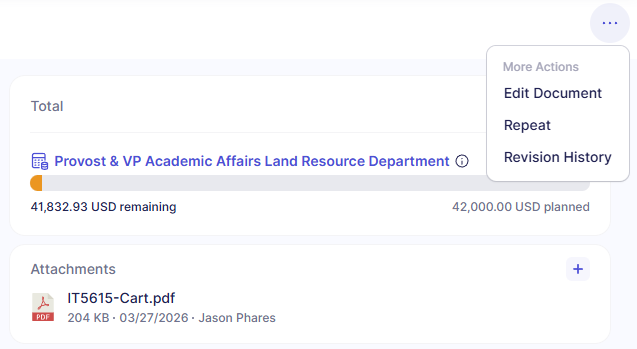 More Actions
Edit Document
Repeat
Revision History
Total
Provost & VP Academic Affairs Land Resource Department
41,832.93 USD remaining
42,000.00 USD planned
Attachments
+
IT5615-Cart.pdf
PDF
204 KB · 03/27/2026 · Jason Phares